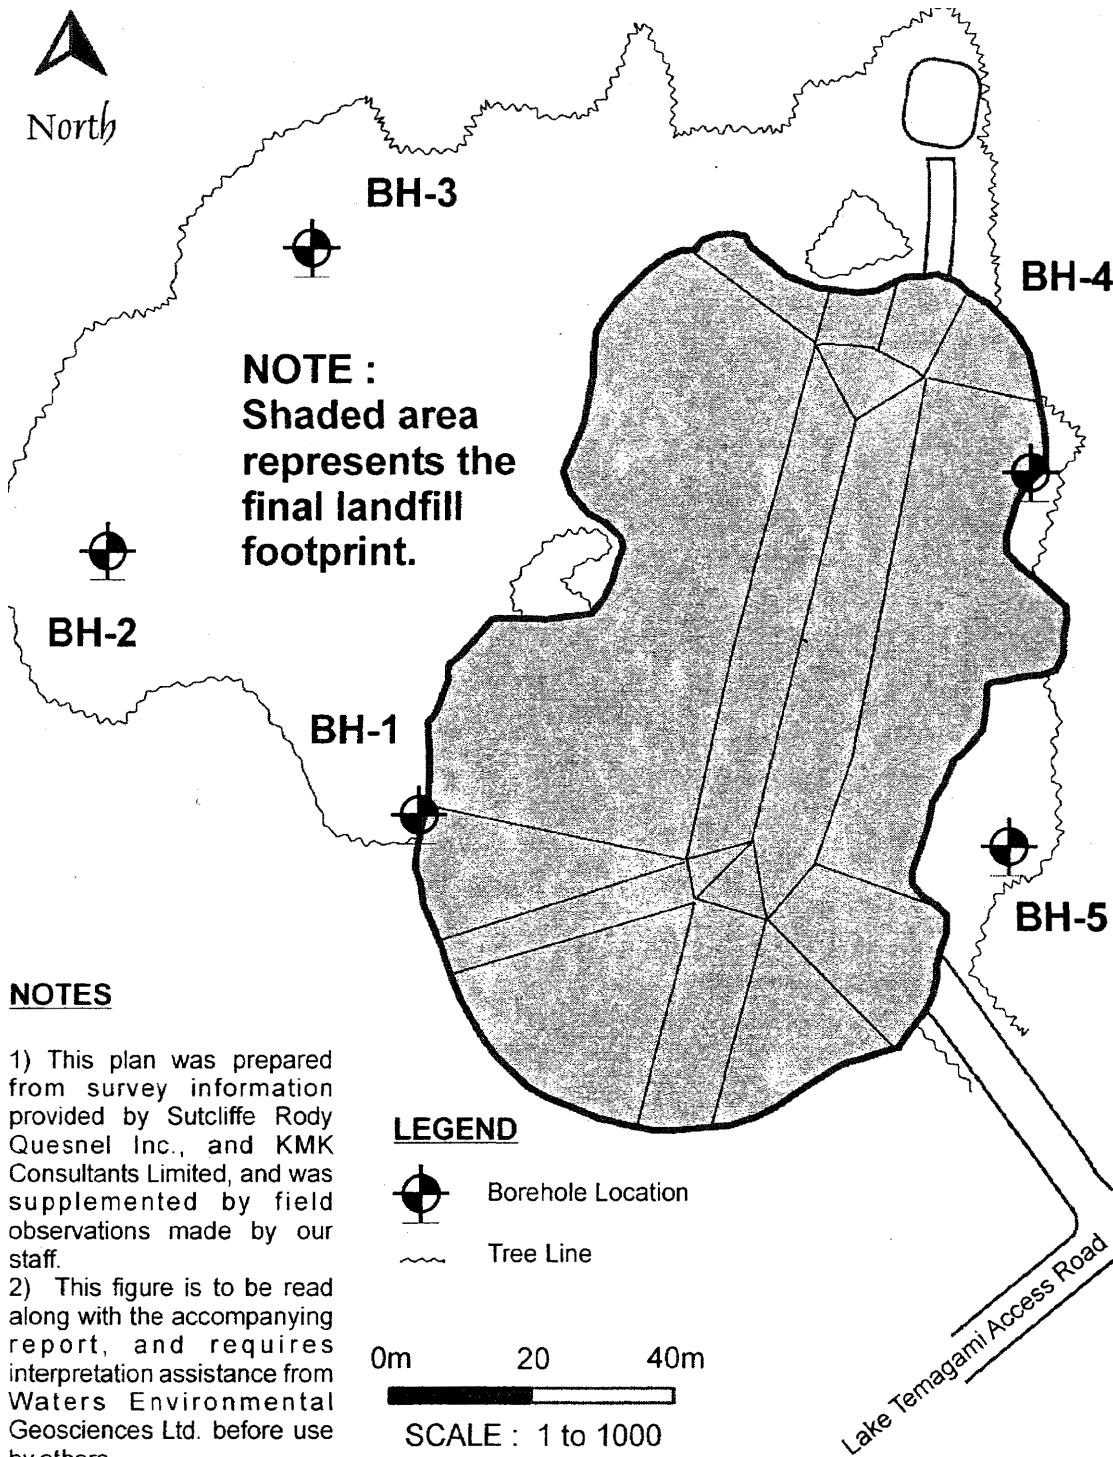 North
BH-3
BH-4
NOTE :
Shaded area
represents the
final landfill
footprint.
BH-2
BH-1
BH-5
NOTES
1) This plan was prepared
from survey information
provided by Sutcliffe Rody
Quesnel Inc., and KMK
Consultants Limited, and was
supplemented by field
observations made by our
staff.
2) This figure is to be read
along with the accompanying
report, and requires
interpretation assistance from
Waters Environmental
Geosciences Ltd. before use
by others.
LEGEND
Borehole Location
Tree Line
0m 20 40m
SCALE : 1 to 1000
Lake Temagami Access Road